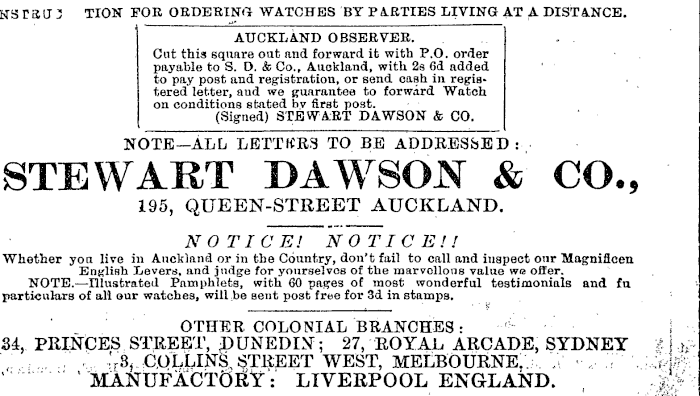 TION FOR ORDERING WATCHES BY PARTIES LIVING AT A DISTANCE.
AUCKLAND OBSERVER.
Cut this square out and forward it with P.O. order
payable to S. D. & Co., Auckland, with 2s 6d added
to pay post and registration, or send cash in regis-
tered letter, and we guarantee to forward Watch
on conditions stated by first post.
(Signed) STEWART DAWSON & CO.
NOTE—ALL LETTERS TO BE ADDRESSED:
STEWART DAWSON & CO.,
195, QUEEN-STREET AUCKLAND.
NOTICE! NOTICE!!
Whether you live in Auckland or in the Country, don't fail to call and inspect our Magnificen
English Levers, and judge for yourselves of the marvellous value we offer.
NOTE.—Illustrated Pamphlets, with 60 pages of most wonderful testimonials and fu
particulars of all our watches, will be sent post free for 3d in stamps.
OTHER COLONIAL BRANCHES:
34, PRINCES STREET, DUNEDIN; 27, ROYAL ARCADE, SYDNEY
3, COLLINS STREET WEST, MELBOURNE,
MANUFACTORY: LIVERPOOL ENGLAND.